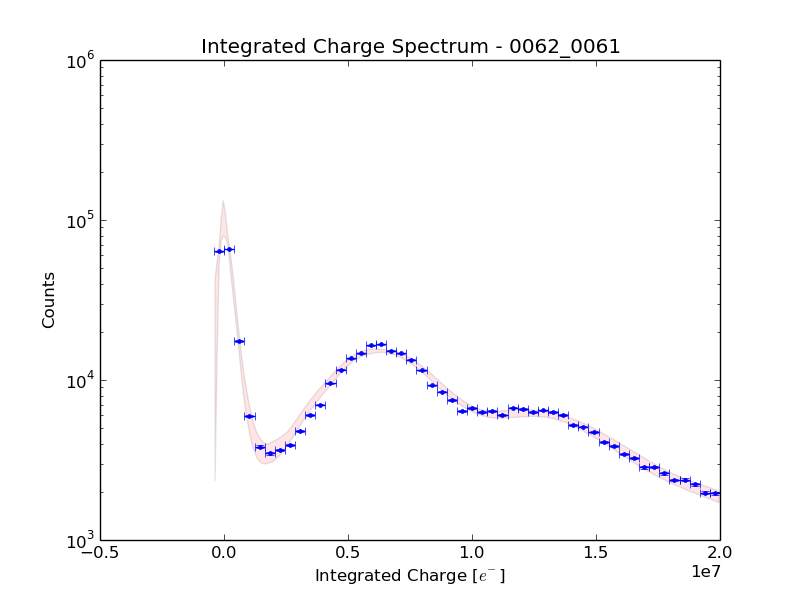 Integrated Charge Spectrum - 0062_0061
10^6
10^5
10^4
10^3
Counts
−0.5 0.0 0.5 1.0 1.5 2.0
1e7
Integrated Charge [e^−]